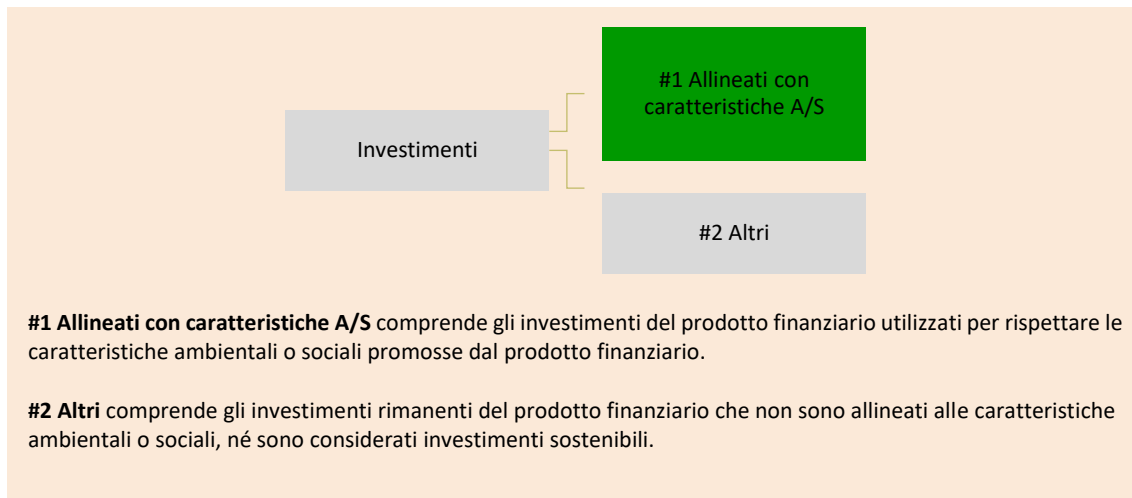 #1 Allineati con
caratteristiche A/S
Investimenti
#2 Altri
#1 Allineati con caratteristiche A/S comprende gli investimenti del prodotto finanziario utilizzati per rispettare le
caratteristiche ambientali o sociali promosse dal prodotto finanziario.
#2 Altri comprende gli investimenti rimanenti del prodotto finanziario che non sono allineati alle caratteristiche
ambientali o sociali, né sono considerati investimenti sostenibili.